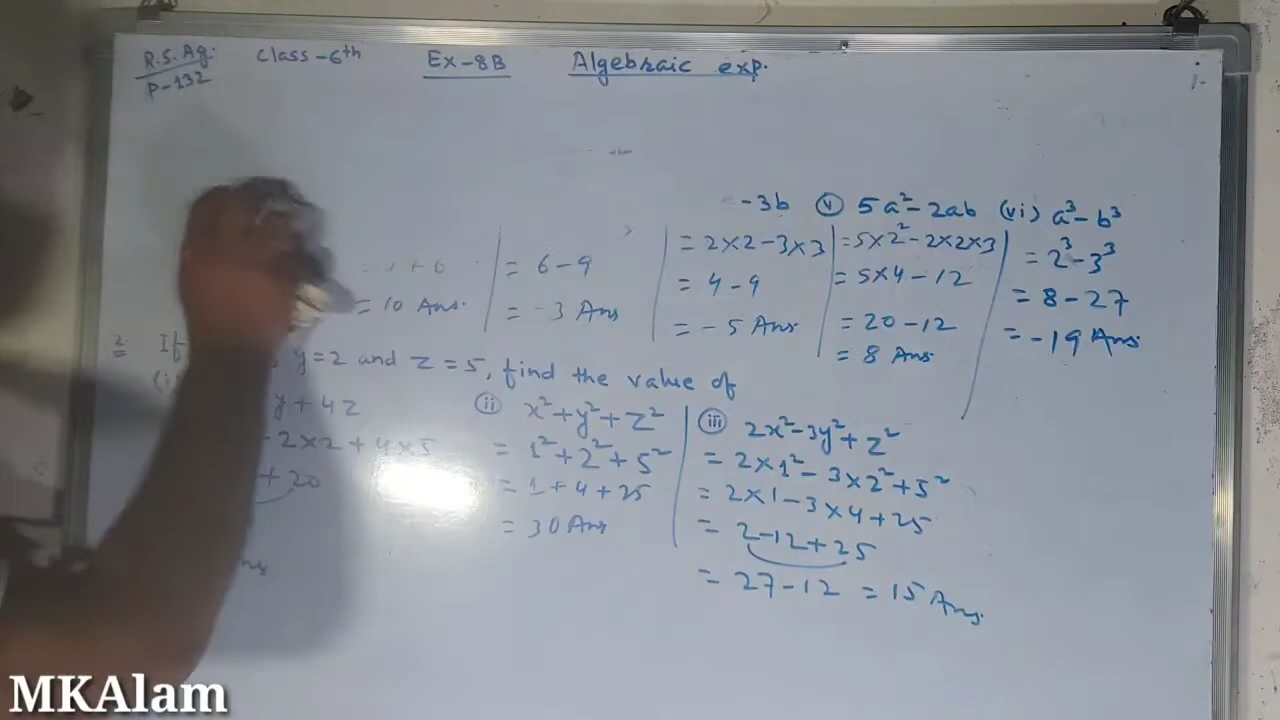 R.S.Ag. Class-6th Ex-8B Algebraic exp.
P-132
-3b (v) 5a²-2ab (vi) a³-b³
= 6-9
= 10 Ans.
= -3 Ans
= 2×2-3×3
= 4-9
= -5 Ans
=5×2²-2×2×3
=5×4-12
=20-12
=8 Ans.
=2³-3³
=8-27
=-19 Ans.
2. If y=2 and z=5, find the value of
y+4z
2×2+4×5
+20
(ii) x²+y²+z²
= 1²+2²+5²
= 1+4+25
= 30 Ans
(iii) 2x²-3y²+z²
= 2×1²-3×2²+5²
= 2×1-3×4+25
= 2-12+25
= 27-12 = 15 Ans.
MKAlam